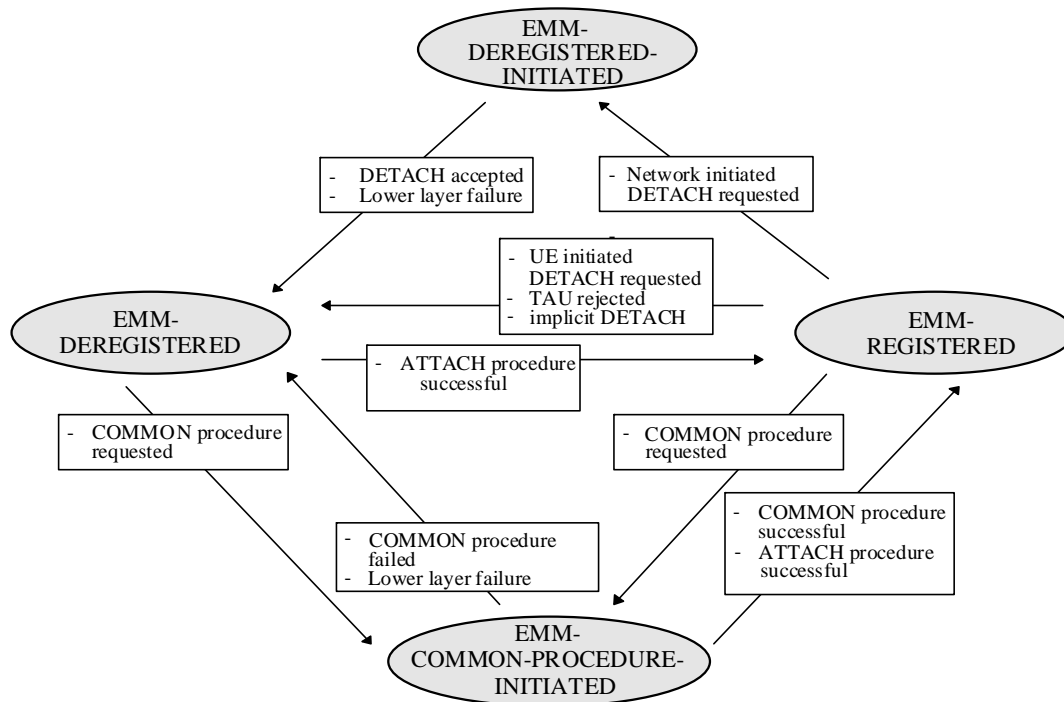 EMM-
DEREGISTERED-
INITIATED
- DETACH accepted
- Lower layer failure
- Network initiated
DETACH requested
- UE initiated
DETACH requested
- TAU rejected
- implicit DETACH
EMM-
DEREGISTERED
EMM-
REGISTERED
- ATTACH procedure
successful
- COMMON procedure
requested
- COMMON procedure
requested
- COMMON procedure
failed
- Lower layer failure
- COMMON procedure
successful
- ATTACH procedure
successful
EMM-
COMMON-PROCEDURE-
INITIATED